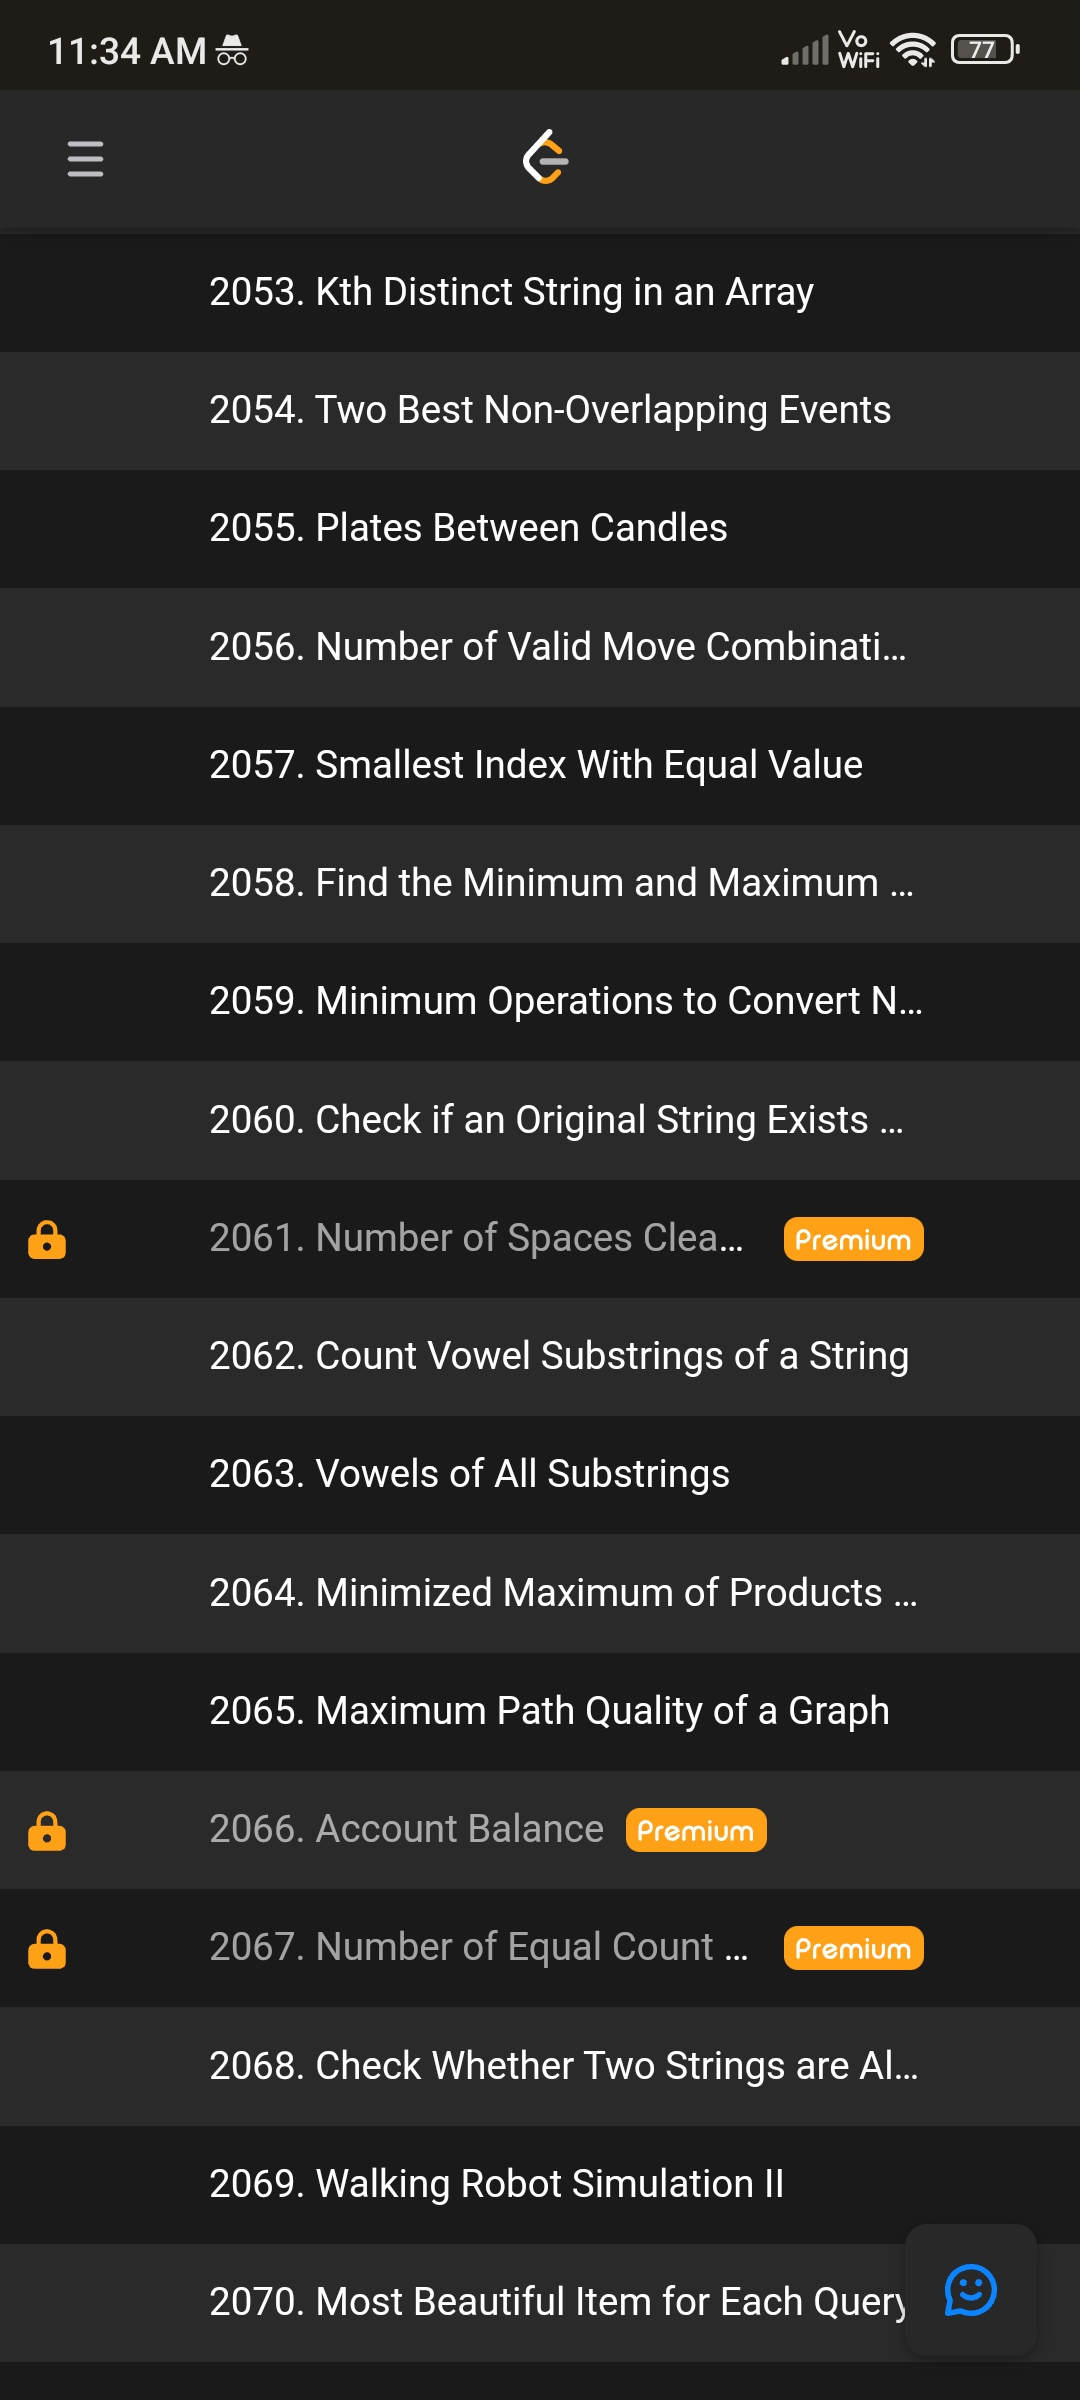 11:34 AM
Vo
WiFi
77
2053. Kth Distinct String in an Array
2054. Two Best Non-Overlapping Events
2055. Plates Between Candles
2056. Number of Valid Move Combinati...
2057. Smallest Index With Equal Value
2058. Find the Minimum and Maximum ...
2059. Minimum Operations to Convert N...
2060. Check if an Original String Exists ...
2061. Number of Spaces Clea... Premium
2062. Count Vowel Substrings of a String
2063. Vowels of All Substrings
2064. Minimized Maximum of Products ...
2065. Maximum Path Quality of a Graph
2066. Account Balance Premium
2067. Number of Equal Count ... Premium
2068. Check Whether Two Strings are Al...
2069. Walking Robot Simulation II
2070. Most Beautiful Item for Each Query